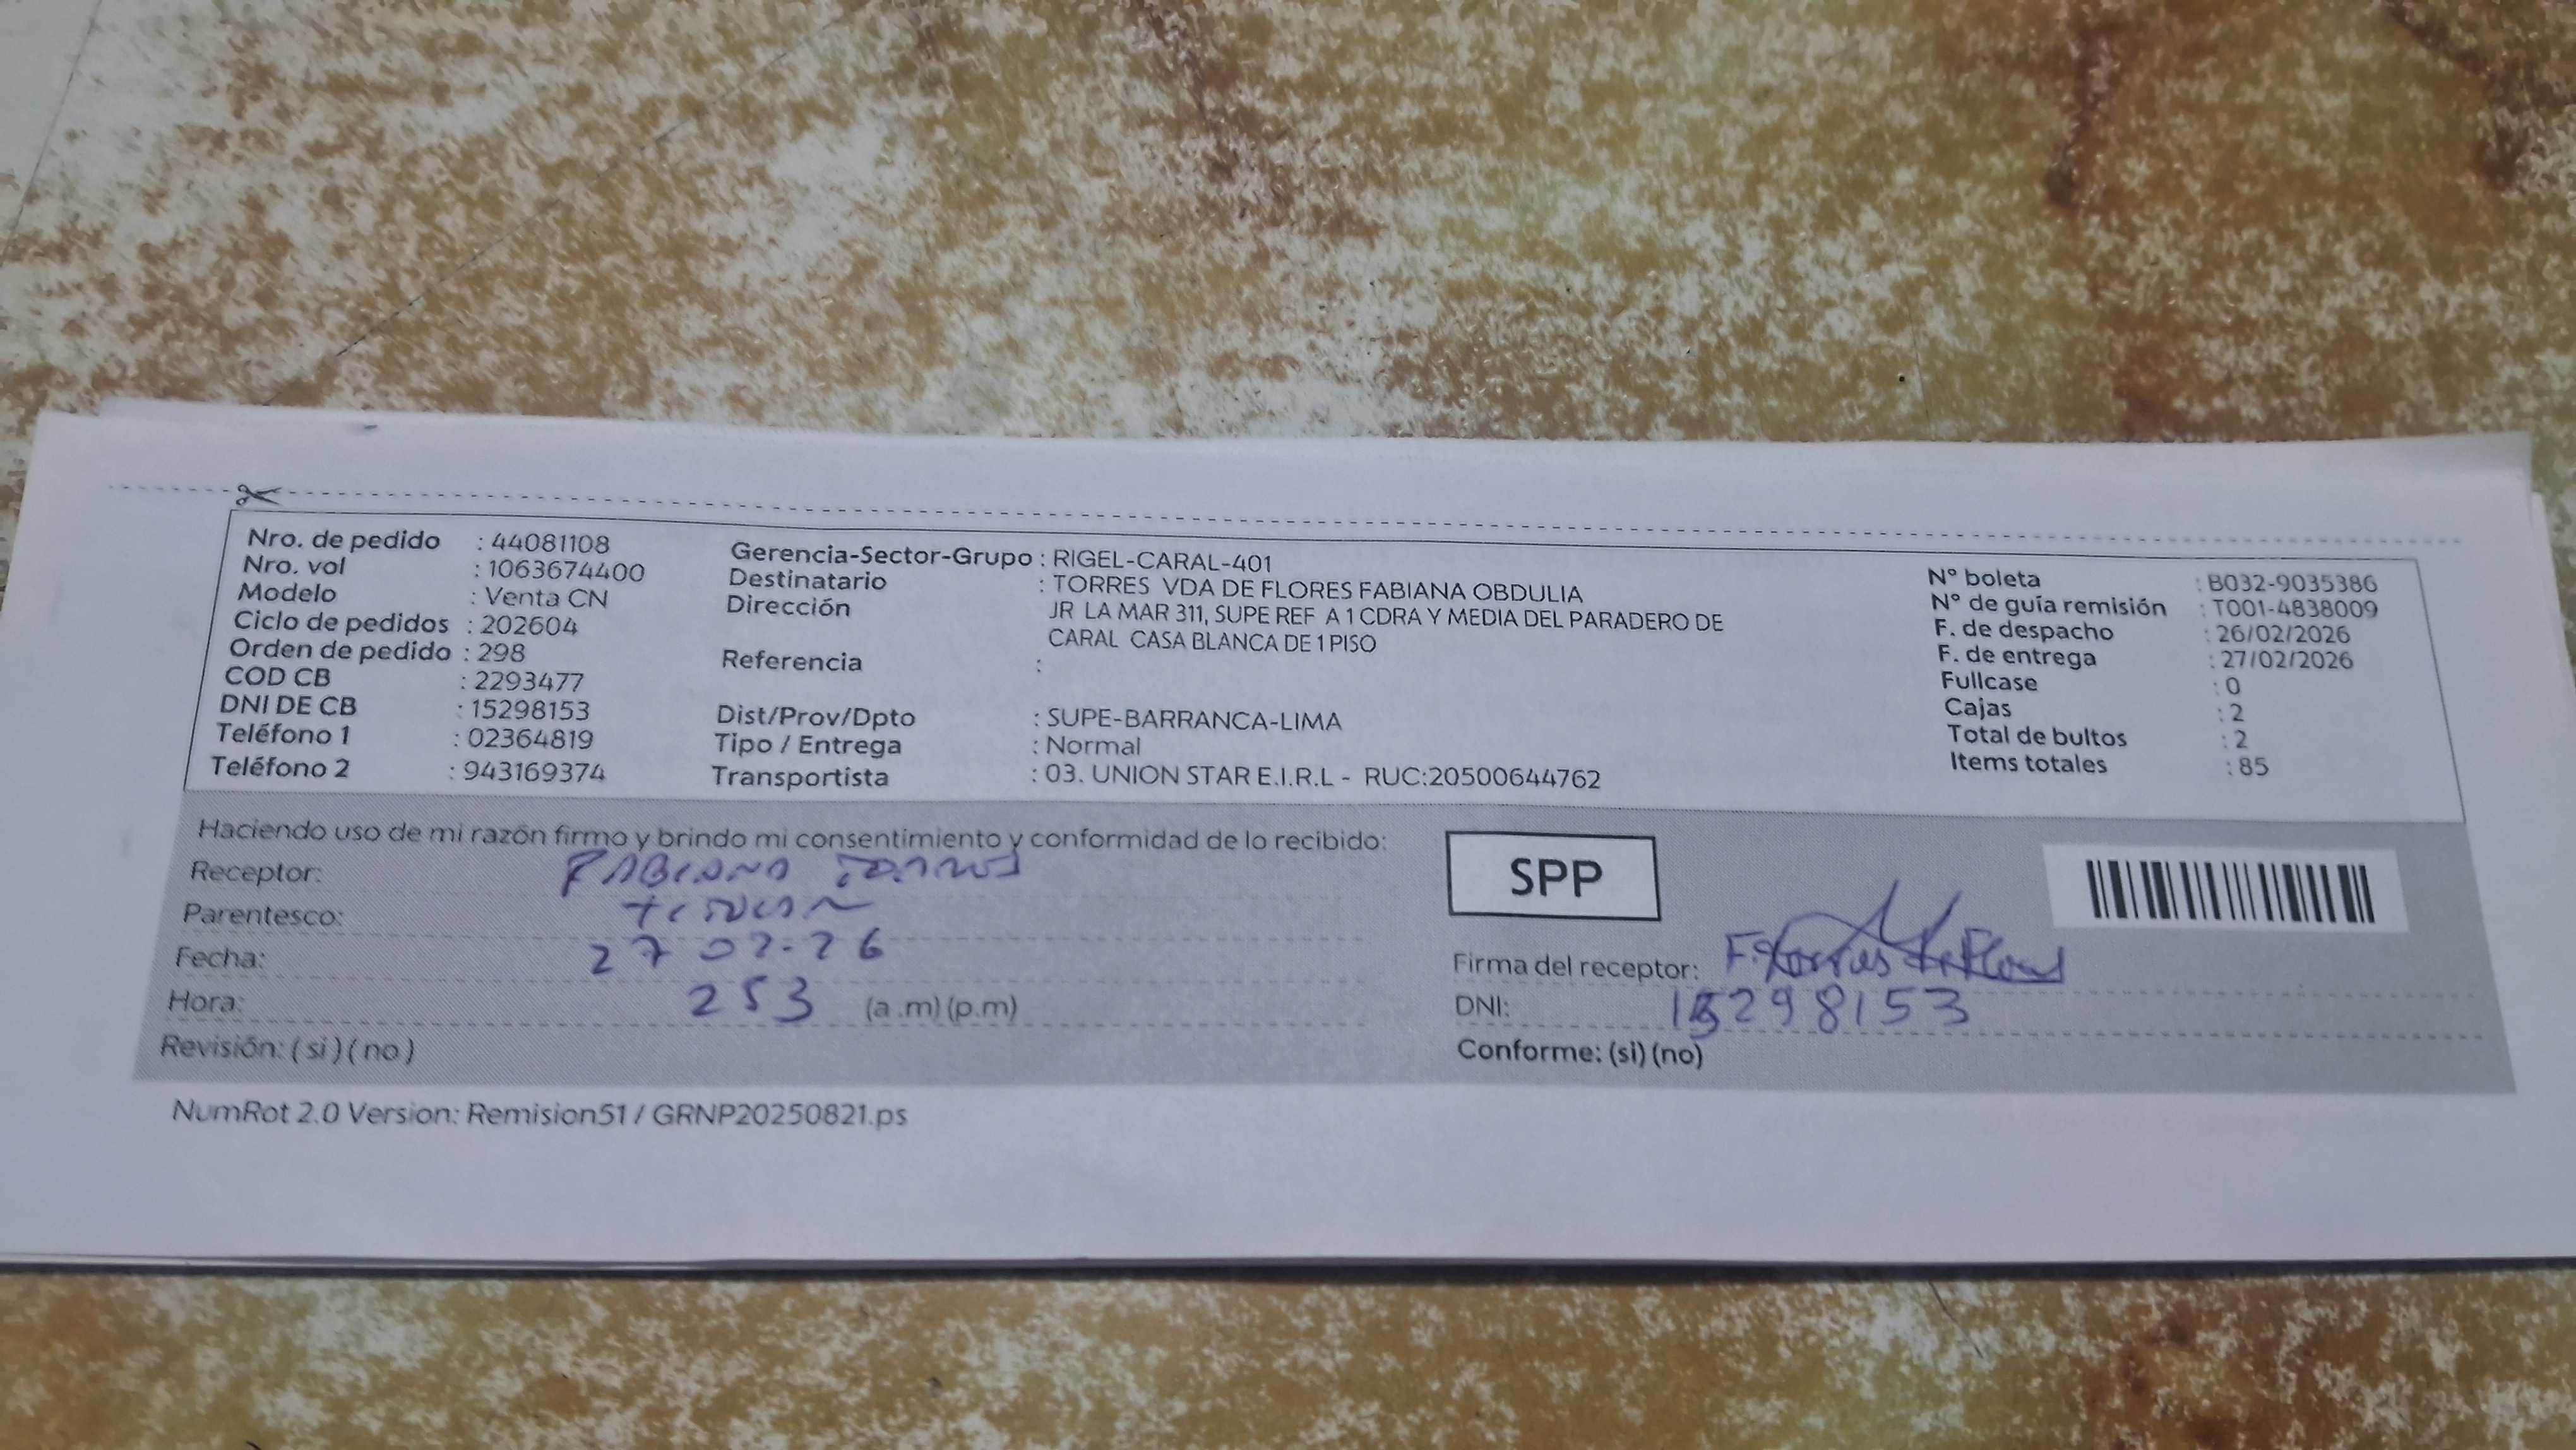 Nro. de pedido : 44081108
Nro. vol : 1063674400
Modelo : Venta CN
Ciclo de pedidos : 202604
Orden de pedido : 298
COD CB : 2293477
DNI DE CB : 15298153
Teléfono 1 : 02364819
Teléfono 2 : 943169374
Gerencia-Sector-Grupo : RIGEL-CARAL-401
Destinatario : TORRES VDA DE FLORES FABIANA OBDULIA
Dirección JR LA MAR 311, SUPE REF A 1 CDRA Y MEDIA DEL PARADERO DE
CARAL CASA BLANCA DE 1 PISO
Referencia :
Dist/Prov/Dpto : SUPE-BARRANCA-LIMA
Tipo / Entrega : Normal
Transportista : 03. UNION STAR E.I.R.L - RUC:20500644762
N° boleta : B032-9035386
N° de guía remisión : T001-4838009
F. de despacho : 26/02/2026
F. de entrega : 27/02/2026
Fullcase : 0
Cajas : 2
Total de bultos : 2
Items totales : 85
Haciendo uso de mi razón firmo y brindo mi consentimiento y conformidad de lo recibido:
Receptor: FABIANA TORRES
Parentesco:
Fecha: 27 02-26
Hora: 253 (a.m) (p.m)
Revisión: (si) (no)
SPP
Firma del receptor: F. Torres de Flores
DNI: 15298153
Conforme: (si) (no)
NumRot 2.0 Version: Remision51 / GRNP20250821.ps